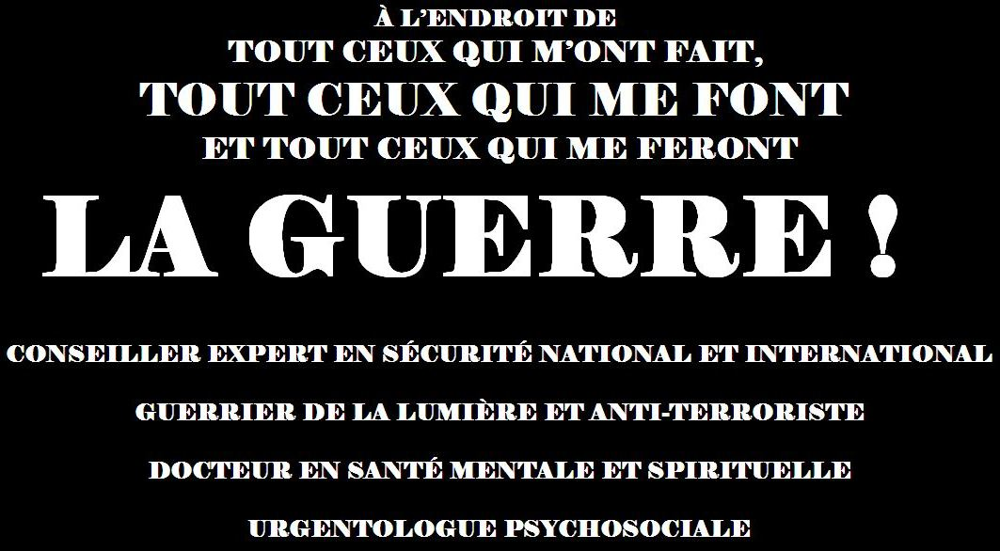 À L’ENDROIT DE
TOUT CEUX QUI M’ONT FAIT,
TOUT CEUX QUI ME FONT
ET TOUT CEUX QUI ME FERONT
LA GUERRE !
CONSEILLER EXPERT EN SÉCURITÉ NATIONAL ET INTERNATIONAL
GUERRIER DE LA LUMIÈRE ET ANTI-TERRORISTE
DOCTEUR EN SANTÉ MENTALE ET SPIRITUELLE
URGENTOLOGUE PSYCHOSOCIALE